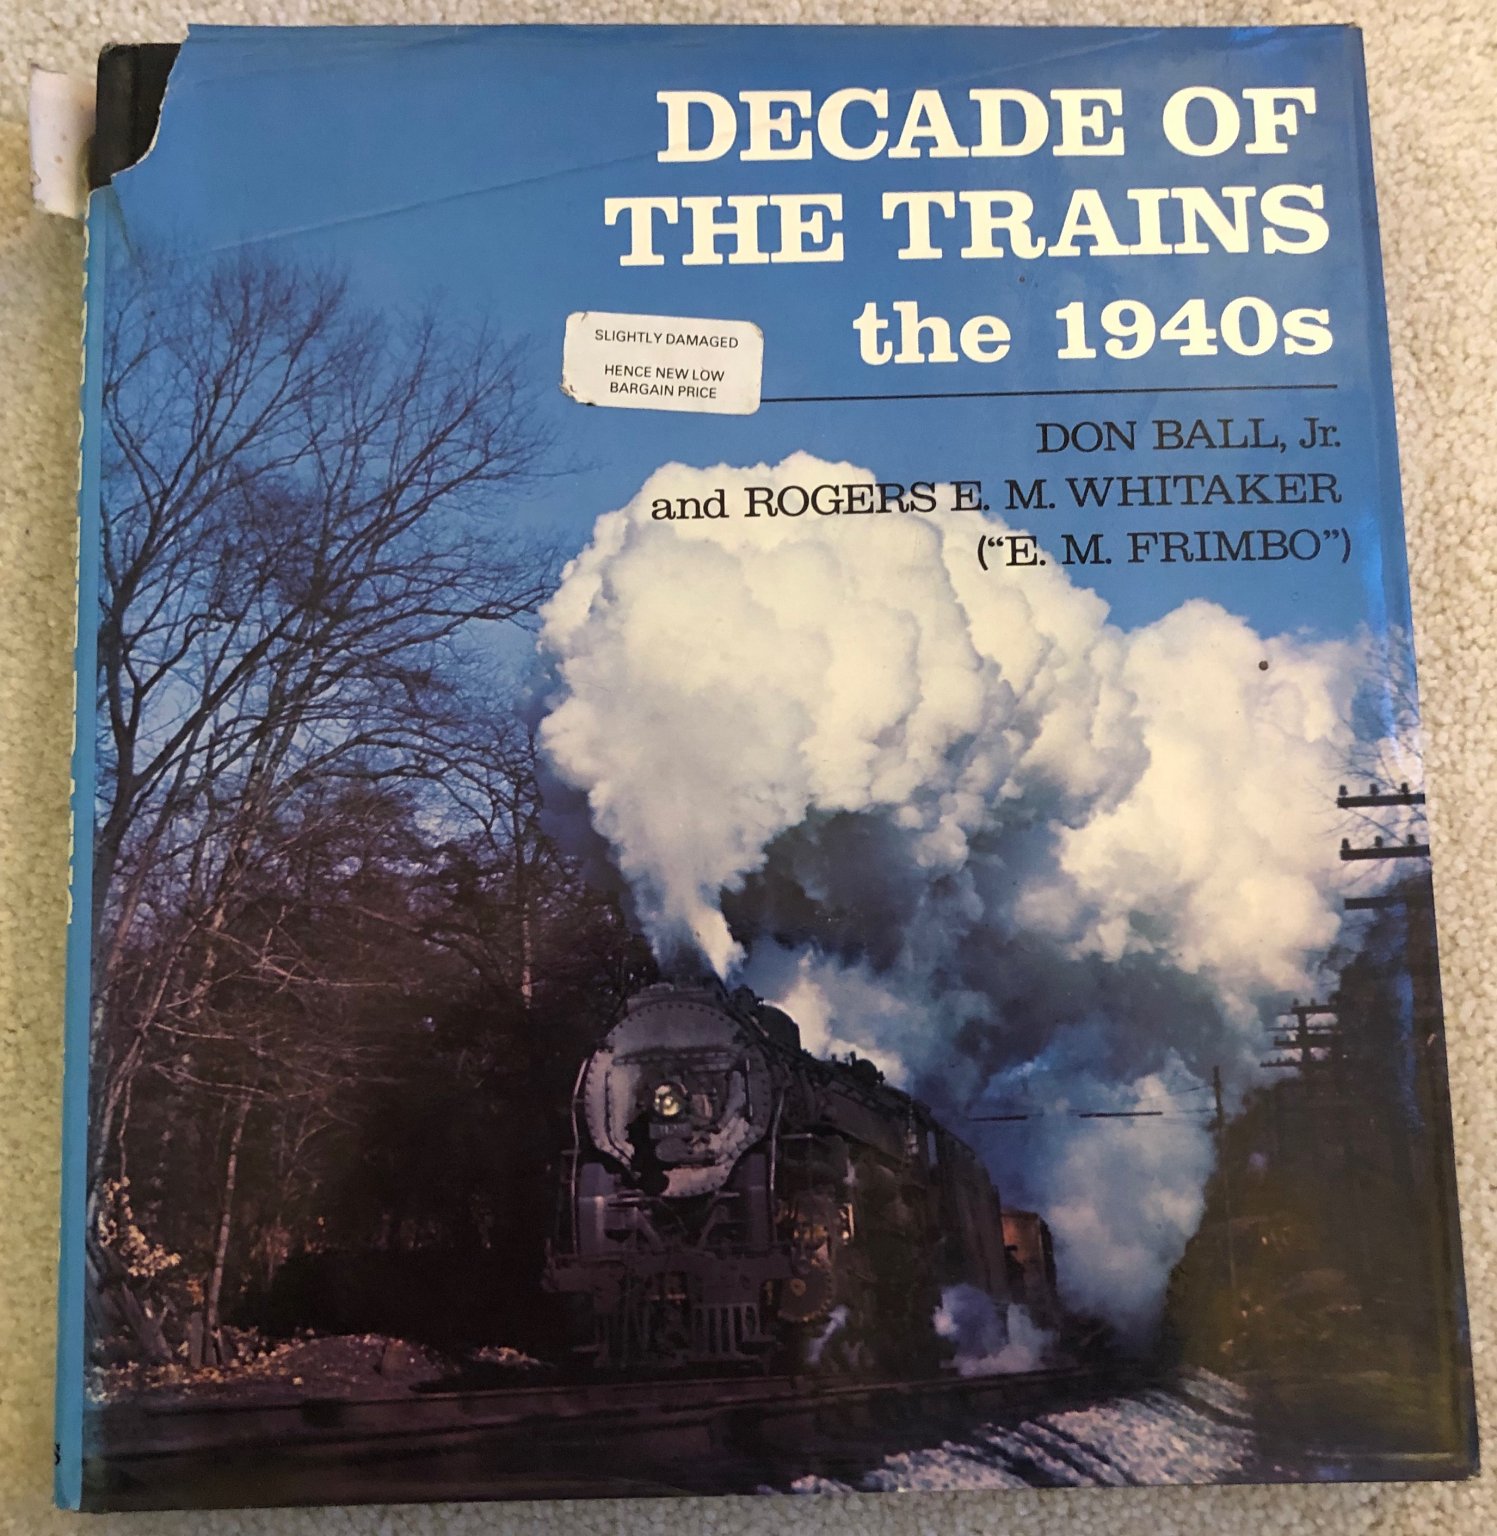 DECADE OF
THE TRAINS
the 1940s
SLIGHTLY DAMAGED
HENCE NEW LOW
BARGAIN PRICE
DON BALL, Jr.
and ROGERS E. M. WHITAKER
(“E. M. FRIMBO”)